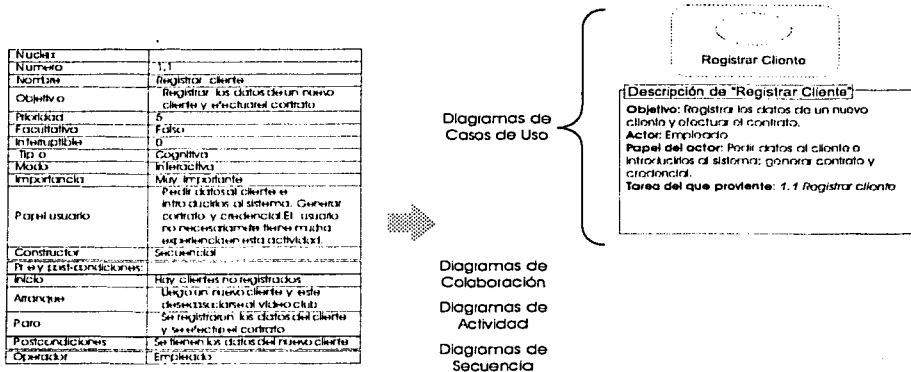 Nucleo
Numero 1.1
Nombre Registrar cliente
Objetivo Registrar los datos de un nuevo
cliente y efectuar el contrato
Prioridad 5
Facultativa Falso
Interruptible 0
Tipo Cognitiva
Modo Interactiva
Importancia Muy importante
Papel usuario Pedir datos al cliente e
introducirlos al sistema. Generar
contrato y credencial. El usuario
no necesariamente tiene mucha
experiencia en esta actividad.
Constructor Secuencial
Pre y post-condiciones:
Inicio Hay clientes no registrados
Arranque Llega un nuevo cliente y este
desea asociarse al video club
Paro Se registraron los datos del cliente
y se efectuo el contrato
Postcondiciones Se tienen los datos del nuevo cliente
Operador Empleado
Diagramas de
Casos de Uso
Diagramas de
Colaboración
Diagramas de
Actividad
Diagramas de
Secuencia
Registrar Cliente
Descripción de "Registrar Cliente"
Objetivo: Registrar los datos de un nuevo
cliente y efectuar el contrato.
Actor: Empleado
Papel del actor: Pedir datos al cliente e
introducirlos al sistema; generar contrato y
credencial.
Tarea del que proviene: 1.1 Registrar cliente